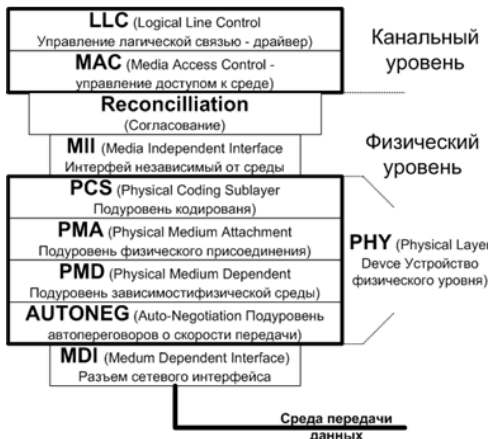 LLC (Logical Line Control
Управление лагической связью - драйвер)
MAC (Media Access Control -
управление доступом к среде)
Канальный
уровень
Reconcilliation
(Согласование)
MII (Media Independent Interface
Интерфей независимый от среды
Физический
уровень
PCS (Physical Coding Sublayer
Подуровень кодированя)
PMA (Physical Medium Attachment
Подуровень физического присоединения)
PMD (Physical Medium Dependent
Подуровень зависимостифизической среды)
AUTONEG (Auto-Negotiation Подуровень
автопереговоров о скорости передачи)
PHY (Physical Layer
Devce Устройство
физического уровня)
MDI (Medum Dependent Interface)
Разъем сетевого интерфейса
Среда передачи
данных